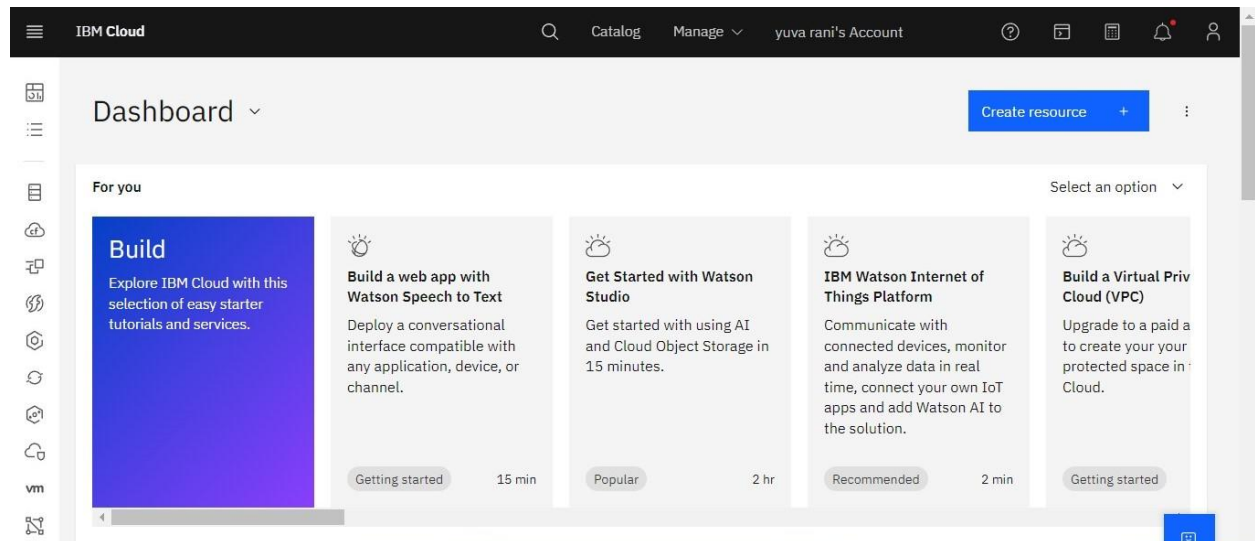 IBM Cloud
Catalog
Manage
yuva rani's Account
Dashboard
Create resource +
For you
Select an option
Build
Explore IBM Cloud with this
selection of easy starter
tutorials and services.
Build a web app with
Watson Speech to Text
Deploy a conversational
interface compatible with
any application, device, or
channel.
Getting started
15 min
Get Started with Watson
Studio
Get started with using AI
and Cloud Object Storage in
15 minutes.
Popular
2 hr
IBM Watson Internet of
Things Platform
Communicate with
connected devices, monitor
and analyze data in real
time, connect your own IoT
apps and add Watson AI to
the solution.
Recommended
2 min
Build a Virtual Priv
Cloud (VPC)
Upgrade to a paid a
to create your your
protected space in
Cloud.
Getting started
cf
vm